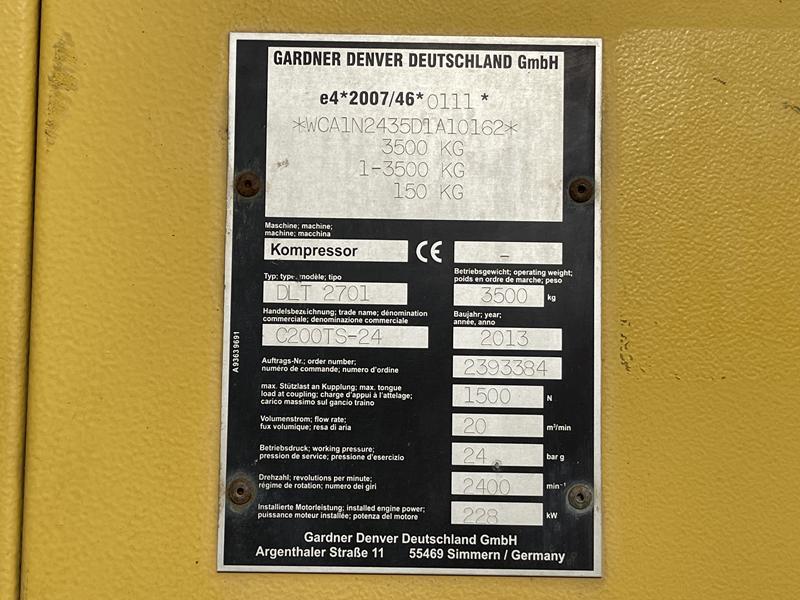 GARDNER DENVER DEUTSCHLAND GmbH
e4*2007/46*0111 *
*WCA1N2435D1A10162*
3500 KG
1-3500 KG
150 KG
Maschine; machine;
machine; macchina
Kompressor
CE
-
Typ; type; modèle; tipo
DLT 2701
Betriebsgewicht; operating weight;
poids en ordre de marche; peso
3500 kg
Handelsbezeichnung; trade name; dénomination
commerciale; denominazione commerciale
C200TS-24
Baujahr; year;
année, anno
2013
Auftrags-Nr.; order number;
numéro de commande; numero d'ordine
2393384
max. Stützlast an Kupplung; max. tongue
load at coupling; charge d'appui à l'attelage;
carico massimo sul gancio traino
1500 N
Volumenstrom; flow rate;
fux volumique; resa di aria
20 m³/min
Betriebsdruck; working pressure;
pression de service; pressione d'esercizio
24 bar g
Drehzahl; revolutions per minute;
régime de rotation; numero dei giri
2400 min⁻¹
Installierte Motorleistung; installed engine power;
puissance moteur installée; potenza del motore
228 kW
Gardner Denver Deutschland GmbH
Argenthaler Straße 11 55469 Simmern / Germany
A93639691